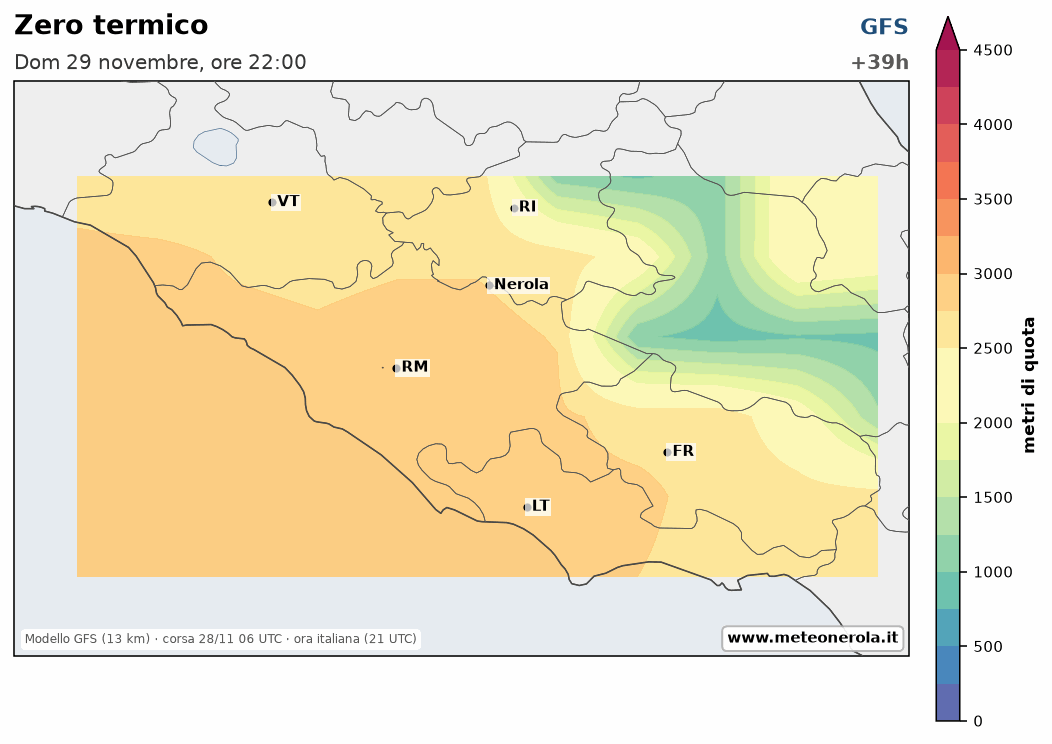 Zero termico
GFS
Dom 29 novembre, ore 22:00
+39h
VT
RI
Nerola
RM
FR
LT
Modello GFS (13 km) · corsa 28/11 06 UTC · ora italiana (21 UTC)
www.meteonerola.it
4500
4000
3500
3000
2500
2000
1500
1000
500
0
metri di quota